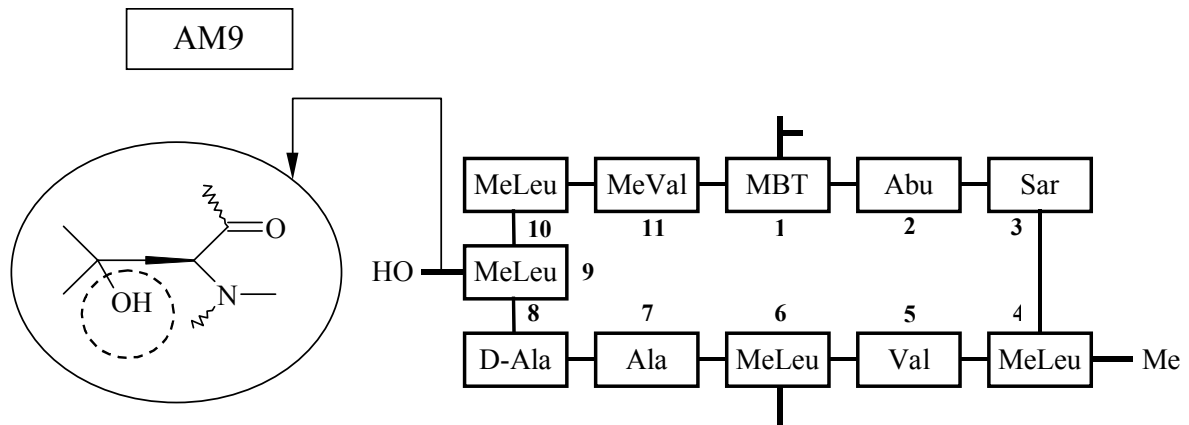 AM9
MeLeu MeVal MBT Abu Sar
10 11 1 2 3
HO MeLeu 9
8 7 6 5 4
D-Ala Ala MeLeu Val MeLeu Me
O
OH
N